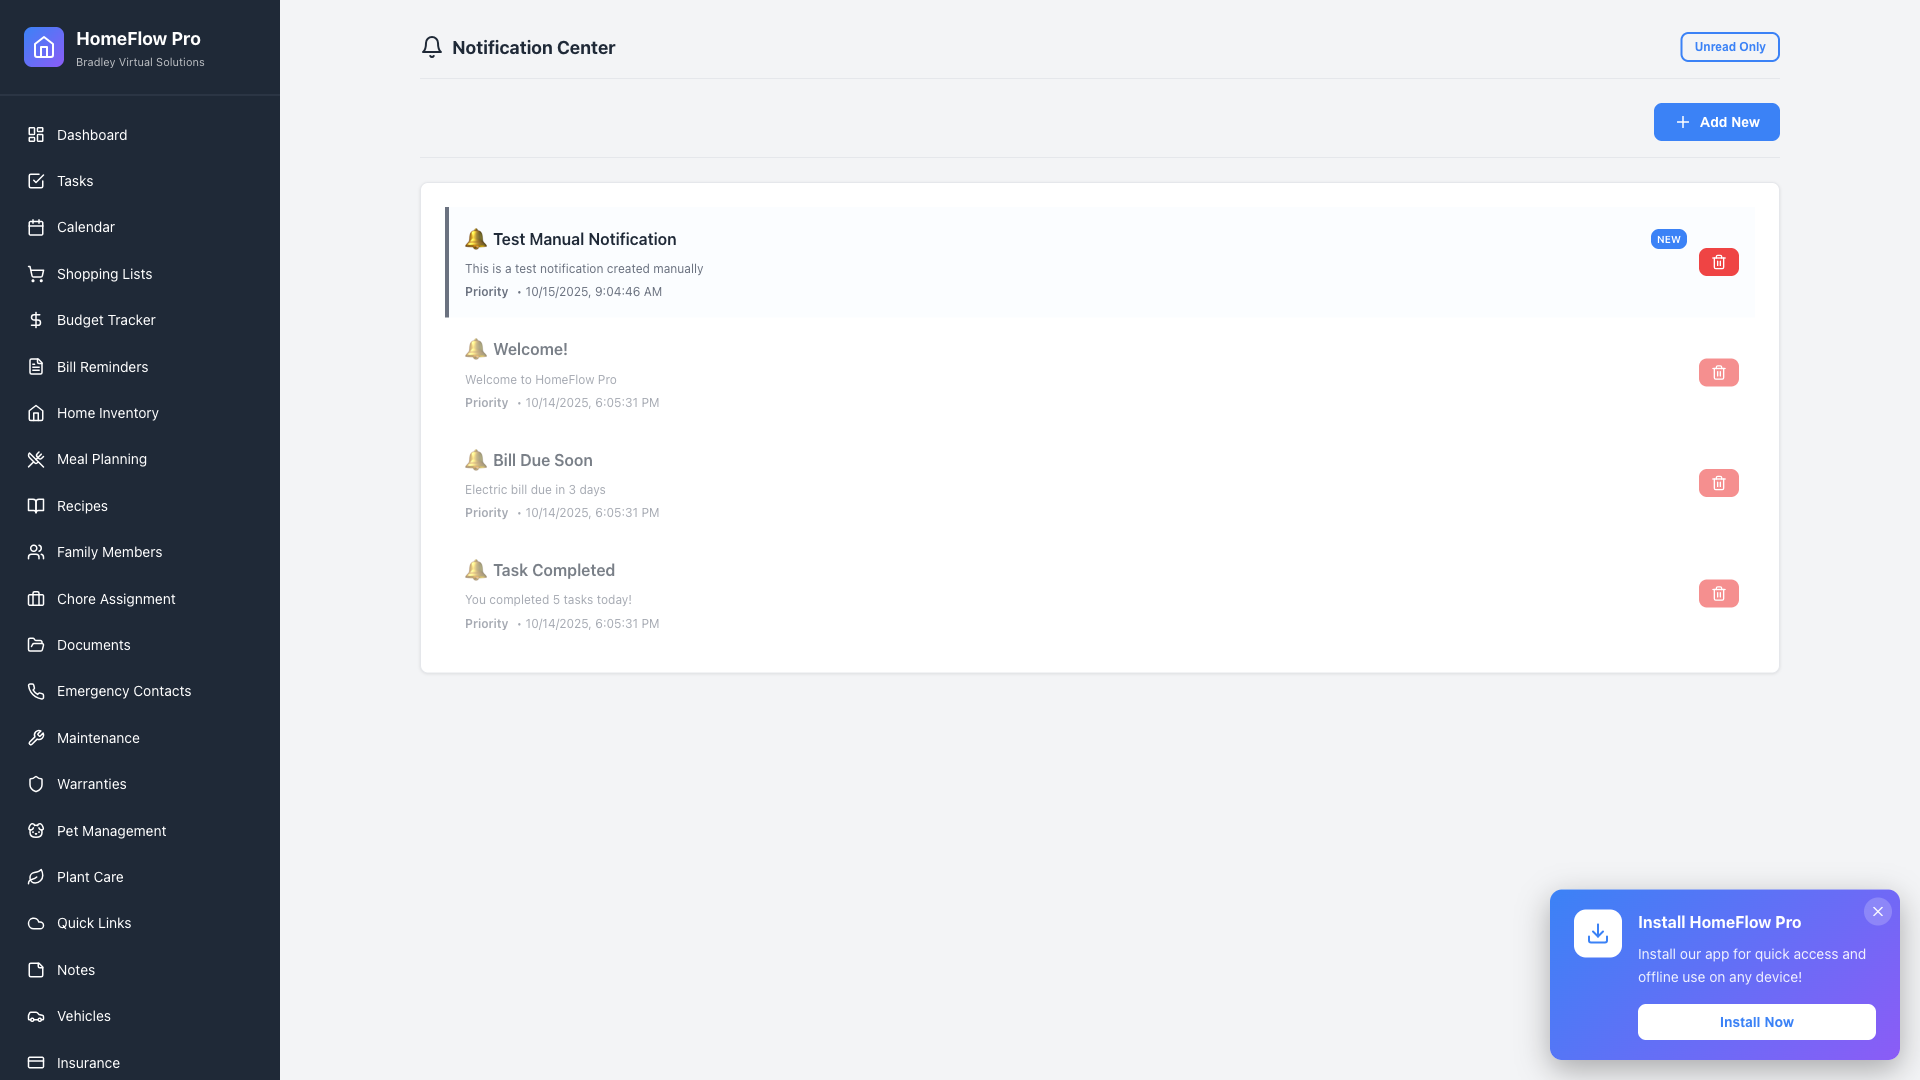 HomeFlow Pro
Bradley Virtual Solutions
Dashboard
Tasks
Calendar
Shopping Lists
Budget Tracker
Bill Reminders
Home Inventory
Meal Planning
Recipes
Family Members
Chore Assignment
Documents
Emergency Contacts
Maintenance
Warranties
Pet Management
Plant Care
Quick Links
Notes
Vehicles
Insurance
Notification Center
Unread Only
Add New
Test Manual Notification
NEW
This is a test notification created manually
Priority • 10/15/2025, 9:04:46 AM
Welcome!
Welcome to HomeFlow Pro
Priority • 10/14/2025, 6:05:31 PM
Bill Due Soon
Electric bill due in 3 days
Priority • 10/14/2025, 6:05:31 PM
Task Completed
You completed 5 tasks today!
Priority • 10/14/2025, 6:05:31 PM
Install HomeFlow Pro
Install our app for quick access and
offline use on any device!
Install Now